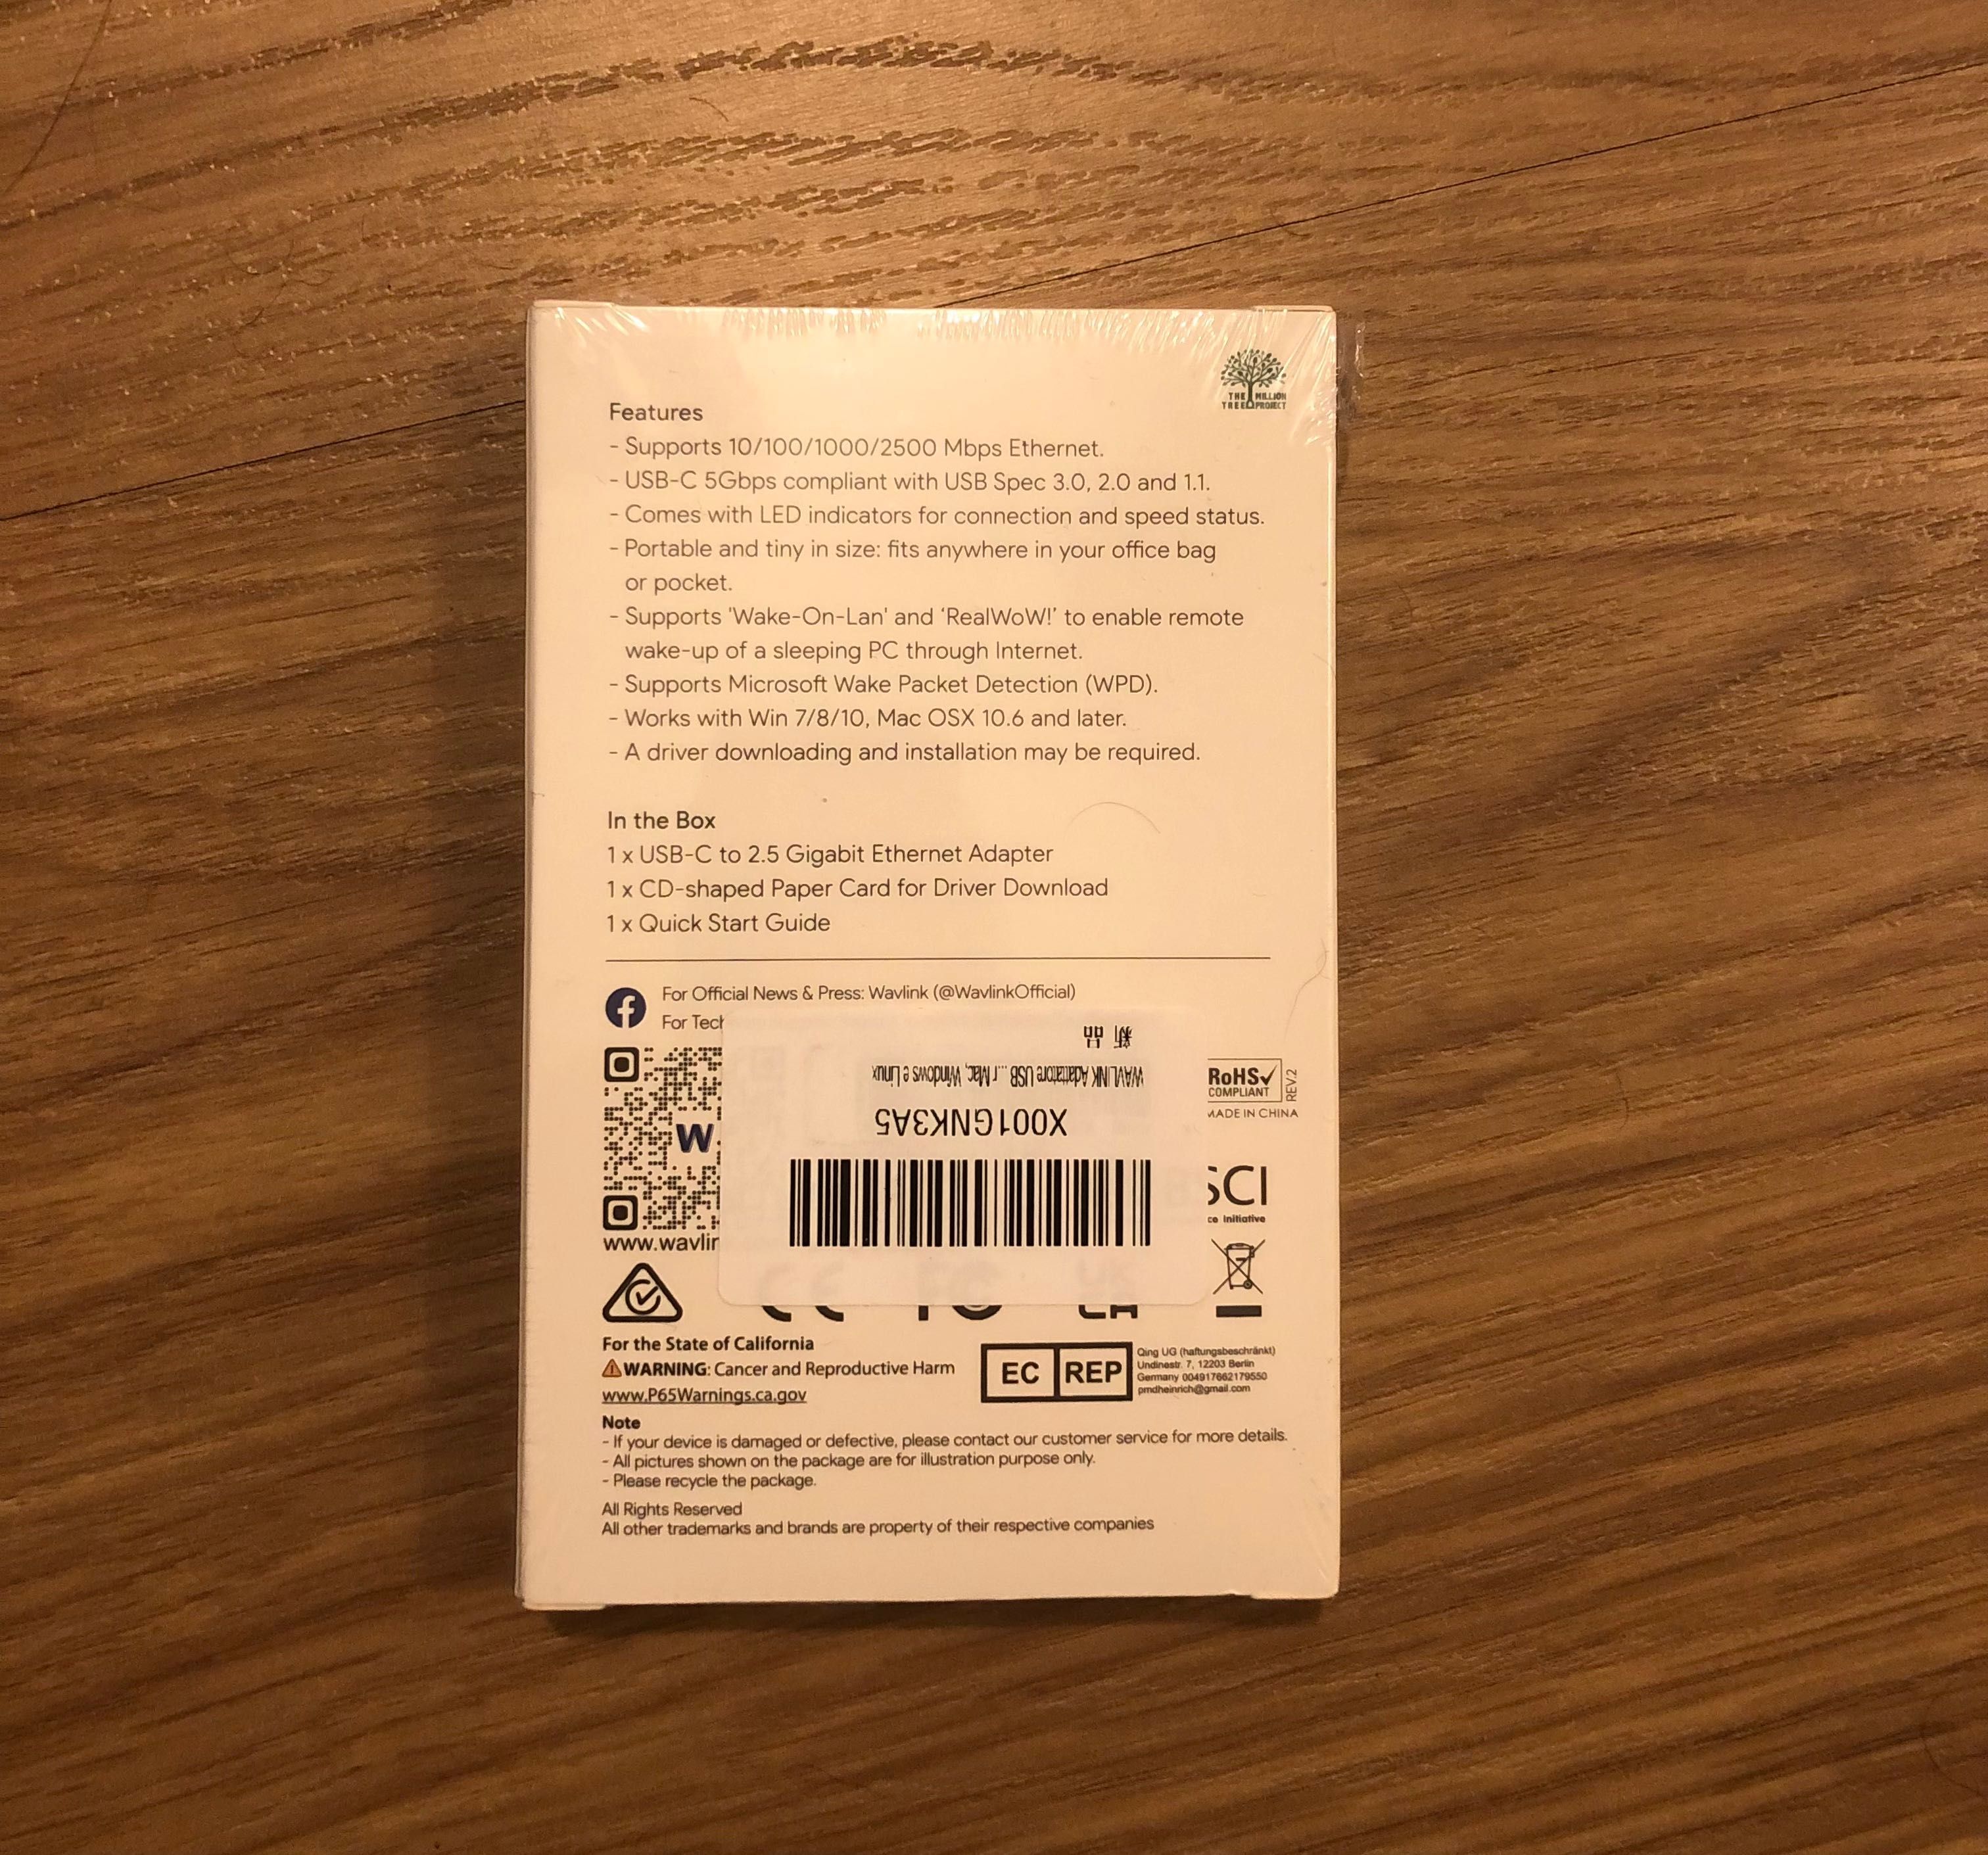 THE MILLION
TREE PROJECT
Features
- Supports 10/100/1000/2500 Mbps Ethernet.
- USB-C 5Gbps compliant with USB Spec 3.0, 2.0 and 1.1.
- Comes with LED indicators for connection and speed status.
- Portable and tiny in size: fits anywhere in your office bag
or pocket.
- Supports 'Wake-On-Lan' and ‘RealWoW!’ to enable remote
wake-up of a sleeping PC through Internet.
- Supports Microsoft Wake Packet Detection (WPD).
- Works with Win 7/8/10, Mac OSX 10.6 and later.
- A driver downloading and installation may be required.
In the Box
1 x USB-C to 2.5 Gigabit Ethernet Adapter
1 x CD-shaped Paper Card for Driver Download
1 x Quick Start Guide
For Official News & Press: Wavlink (@WavlinkOfficial)
For Tech
X001GNK3A5
WAVLINK Adattatore USB ...r Mac, Windows e Linux
新品
W
www.wavlin
RoHS
COMPLIANT
REV.2
MADE IN CHINA
SCI
ce Initiative
For the State of California
WARNING: Cancer and Reproductive Harm
www.P65Warnings.ca.gov
EC REP
Qing UG (haftungsbeschränkt)
Undinestr. 7, 12203 Berlin
Germany 004917662179550
pmdheinrich@gmail.com
Note
- If your device is damaged or defective, please contact our customer service for more details.
- All pictures shown on the package are for illustration purpose only.
- Please recycle the package.
All Rights Reserved
All other trademarks and brands are property of their respective companies